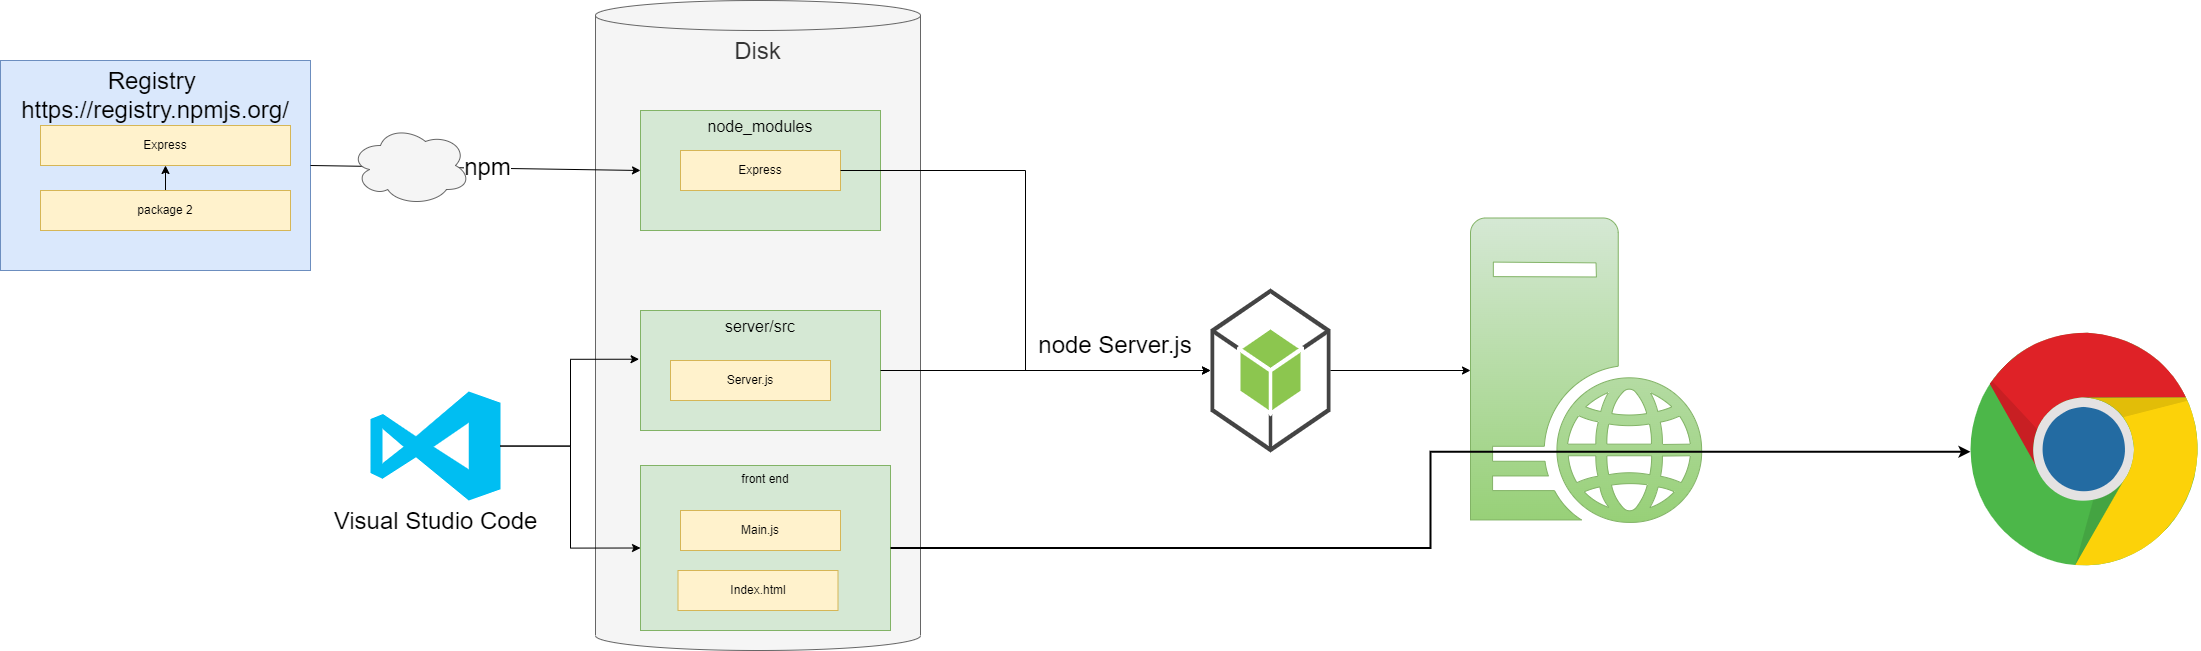 Registry
https://registry.npmjs.org/
Express
package 2
npm
Disk
node_modules
Express
server/src
Server.js
front end
Main.js
Index.html
Visual Studio Code
node Server.js